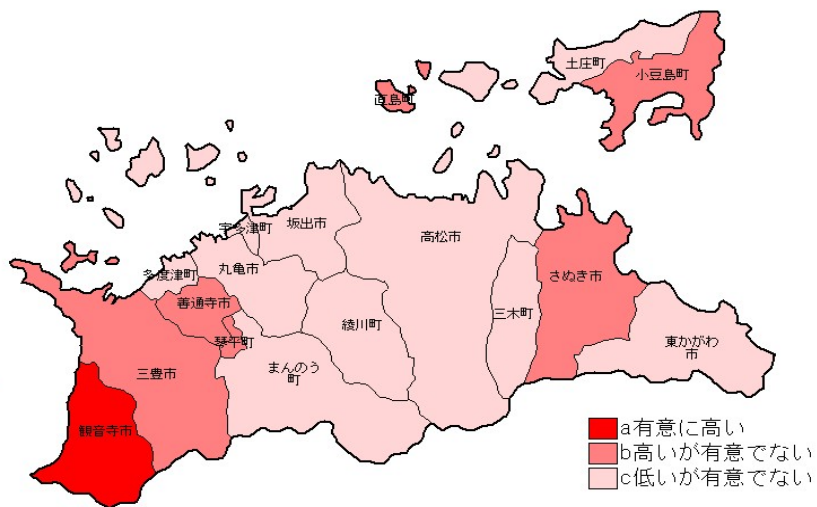 土庄町
小豆島町
直島町
宇多津町
坂出市
高松市
多度津町
丸亀市
さぬき市
善通寺市
三木町
綾川町
琴平町
東かがわ
市
まんのう
町
三豊市
観音寺市
a有意に高い
b高いが有意でない
c低いが有意でない